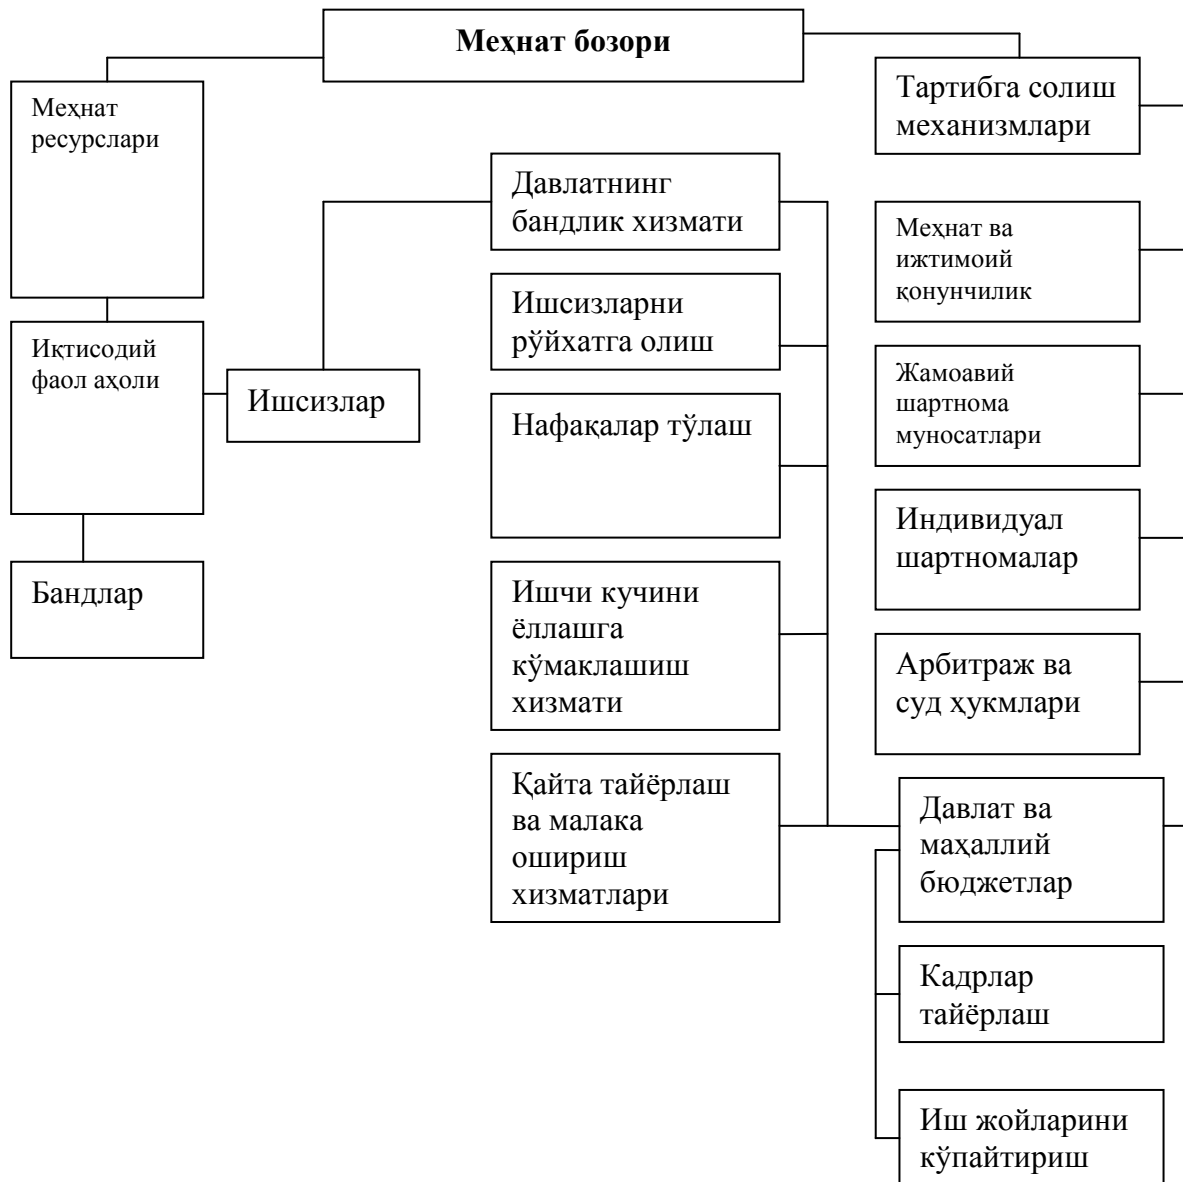 Меҳнат бозори
Меҳнат
ресурслари
Иқтисодий
фаол аҳоли
Бандлар
Ишсизлар
Давлатнинг
бандлик хизмати
Ишсизларни
рўйхатга олиш
Нафақалар тўлаш
Ишчи кучини
ёллашга
кўмаклашиш
хизмати
Қайта тайёрлаш
ва малака
ошириш
хизматлари
Тартибга солиш
механизмлари
Меҳнат ва
ижтимоий
қонунчилик
Жамоавий
шартнома
муносатлари
Индивидуал
шартномалар
Арбитраж ва
суд ҳукмлари
Давлат ва
маҳаллий
бюджетлар
Кадрлар
тайёрлаш
Иш жойларини
кўпайтириш